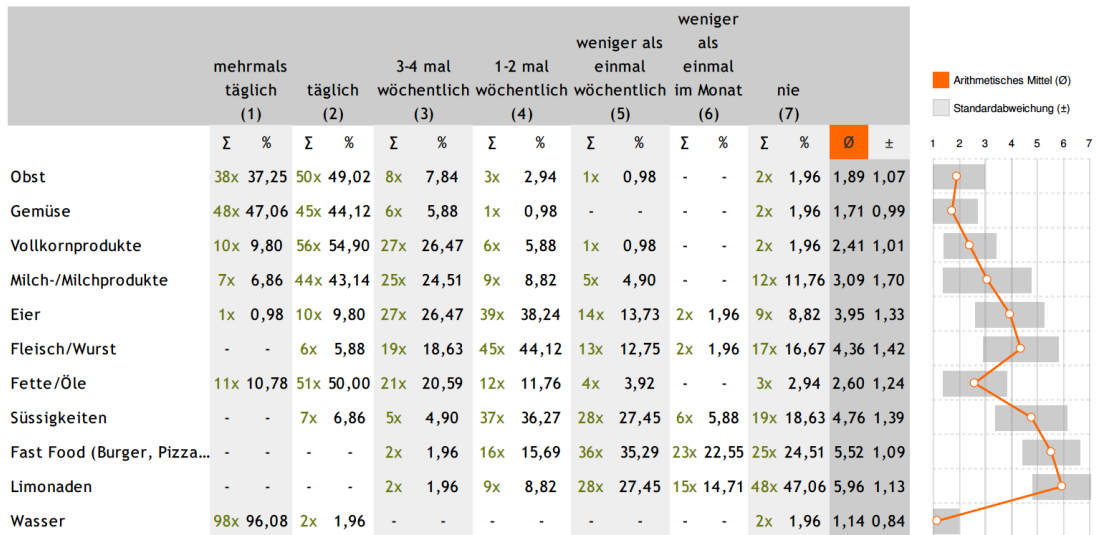 mehrmals täglich (1) täglich (2) 3-4 mal wöchentlich (3) 1-2 mal wöchentlich (4) weniger als einmal wöchentlich (5) weniger als einmal im Monat (6) nie (7)
Σ % Σ % Σ % Σ % Σ % Σ % Σ % Ø ±
Obst 38x 37,25 50x 49,02 8x 7,84 3x 2,94 1x 0,98 - - 2x 1,96 1,89 1,07
Gemüse 48x 47,06 45x 44,12 6x 5,88 1x 0,98 - - - - 2x 1,96 1,71 0,99
Vollkornprodukte 10x 9,80 56x 54,90 27x 26,47 6x 5,88 1x 0,98 - - 2x 1,96 2,41 1,01
Milch-/Milchprodukte 7x 6,86 44x 43,14 25x 24,51 9x 8,82 5x 4,90 - - 12x 11,76 3,09 1,70
Eier 1x 0,98 10x 9,80 27x 26,47 39x 38,24 14x 13,73 2x 1,96 9x 8,82 3,95 1,33
Fleisch/Wurst - - 6x 5,88 19x 18,63 45x 44,12 13x 12,75 2x 1,96 17x 16,67 4,36 1,42
Fette/Öle 11x 10,78 51x 50,00 21x 20,59 12x 11,76 4x 3,92 - - 3x 2,94 2,60 1,24
Süssigkeiten - - 7x 6,86 5x 4,90 37x 36,27 28x 27,45 6x 5,88 19x 18,63 4,76 1,39
Fast Food (Burger, Pizza... - - - - 2x 1,96 16x 15,69 36x 35,29 23x 22,55 25x 24,51 5,52 1,09
Limonaden - - - - 2x 1,96 9x 8,82 28x 27,45 15x 14,71 48x 47,06 5,96 1,13
Wasser 98x 96,08 2x 1,96 - - - - - - - - 2x 1,96 1,14 0,84
Arithmetisches Mittel (Ø)
Standardabweichung (±)
1 2 3 4 5 6 7